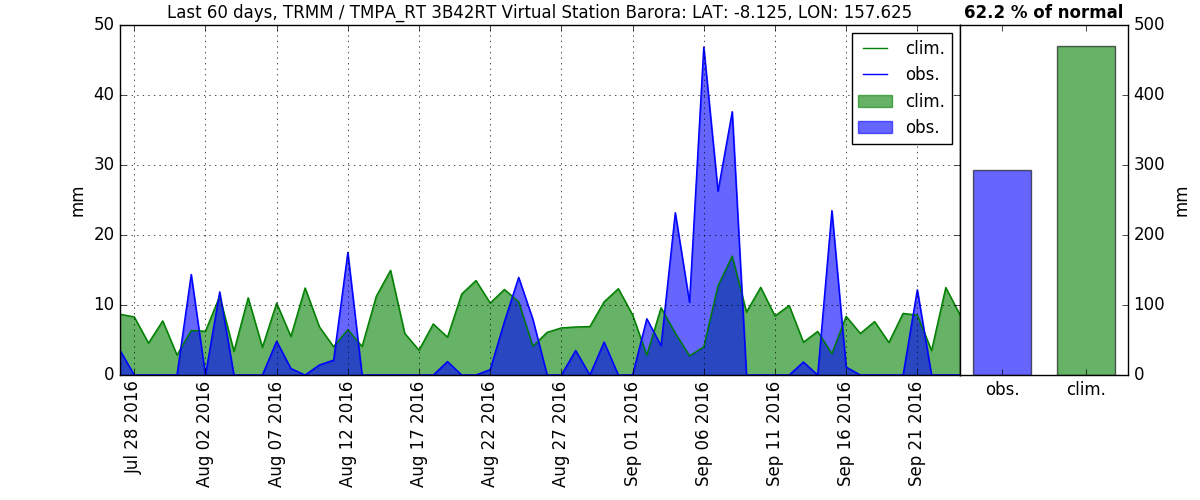 Last 60 days, TRMM / TMPA_RT 3B42RT Virtual Station Barora: LAT: -8.125, LON: 157.625
62.2 % of normal
50
40
30
20
10
0
mm
clim.
obs.
clim.
obs.
500
400
300
200
100
0
mm
Jul 28 2016
Aug 02 2016
Aug 07 2016
Aug 12 2016
Aug 17 2016
Aug 22 2016
Aug 27 2016
Sep 01 2016
Sep 06 2016
Sep 11 2016
Sep 16 2016
Sep 21 2016
obs.
clim.